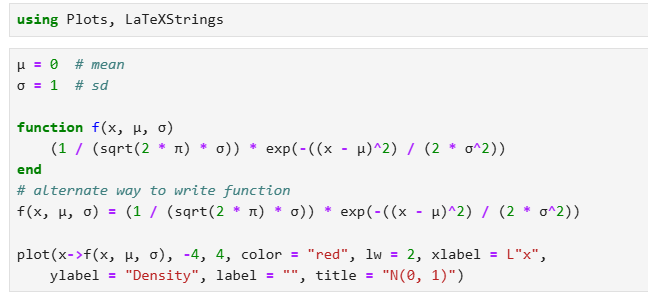 using Plots, LaTeXStrings
μ = 0  # mean
σ = 1  # sd
function f(x, μ, σ)
    (1 / (sqrt(2 * π) * σ)) * exp(-((x - μ)^2) / (2 * σ^2))
end
# alternate way to write function
f(x, μ, σ) = (1 / (sqrt(2 * π) * σ)) * exp(-((x - μ)^2) / (2 * σ^2))
plot(x->f(x, μ, σ), -4, 4, color = "red", lw = 2, xlabel = L"x",
    ylabel = "Density", label = "", title = "N(0, 1)")